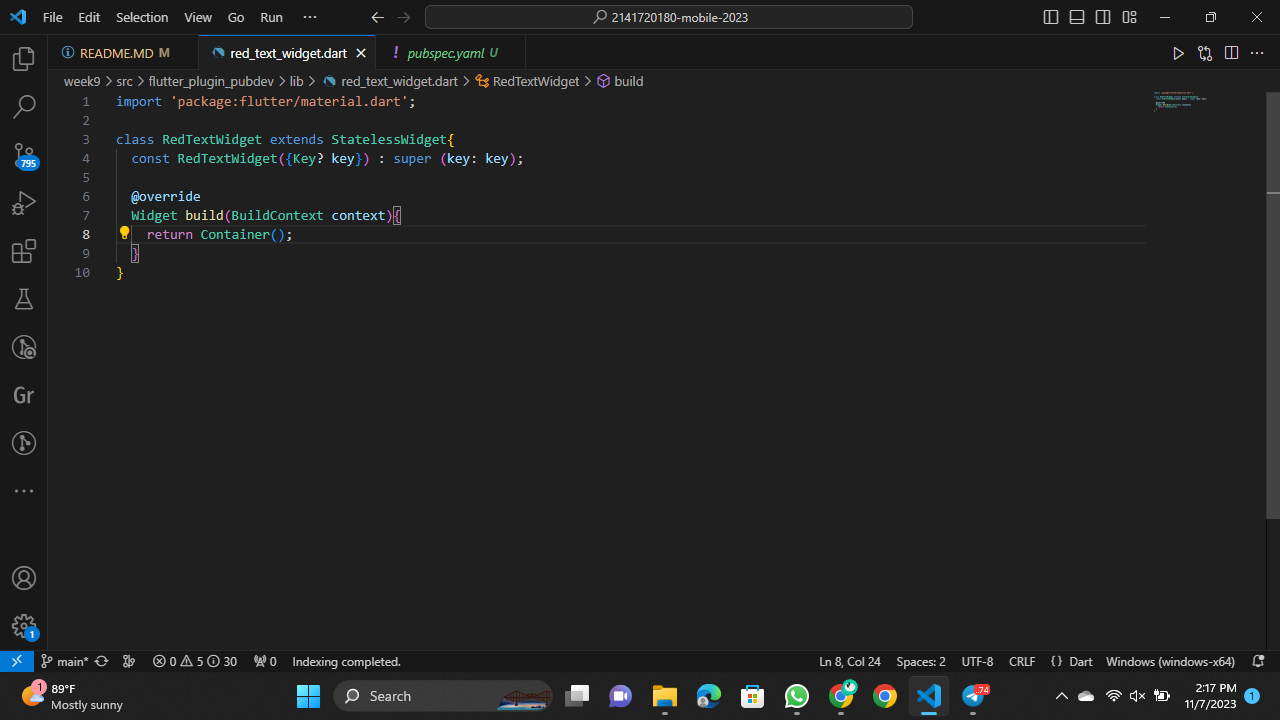 File Edit Selection View Go Run ··· 2141720180-mobile-2023
README.MD M red_text_widget.dart ! pubspec.yaml U
week9 > src > flutter_plugin_pubdev > lib > red_text_widget.dart > RedTextWidget > build
1 import 'package:flutter/material.dart';
2
3 class RedTextWidget extends StatelessWidget{
4 const RedTextWidget({Key? key}) : super (key: key);
5
6 @override
7 Widget build(BuildContext context){
8 return Container();
9 }
10 }
795
Gr
1
main* 0 5 30 0 Indexing completed. Ln 8, Col 24 Spaces: 2 UTF-8 CRLF {} Dart Windows (windows-x64)
1 89°F
Mostly sunny
Search
74
2:17 PM
11/7/2023
1